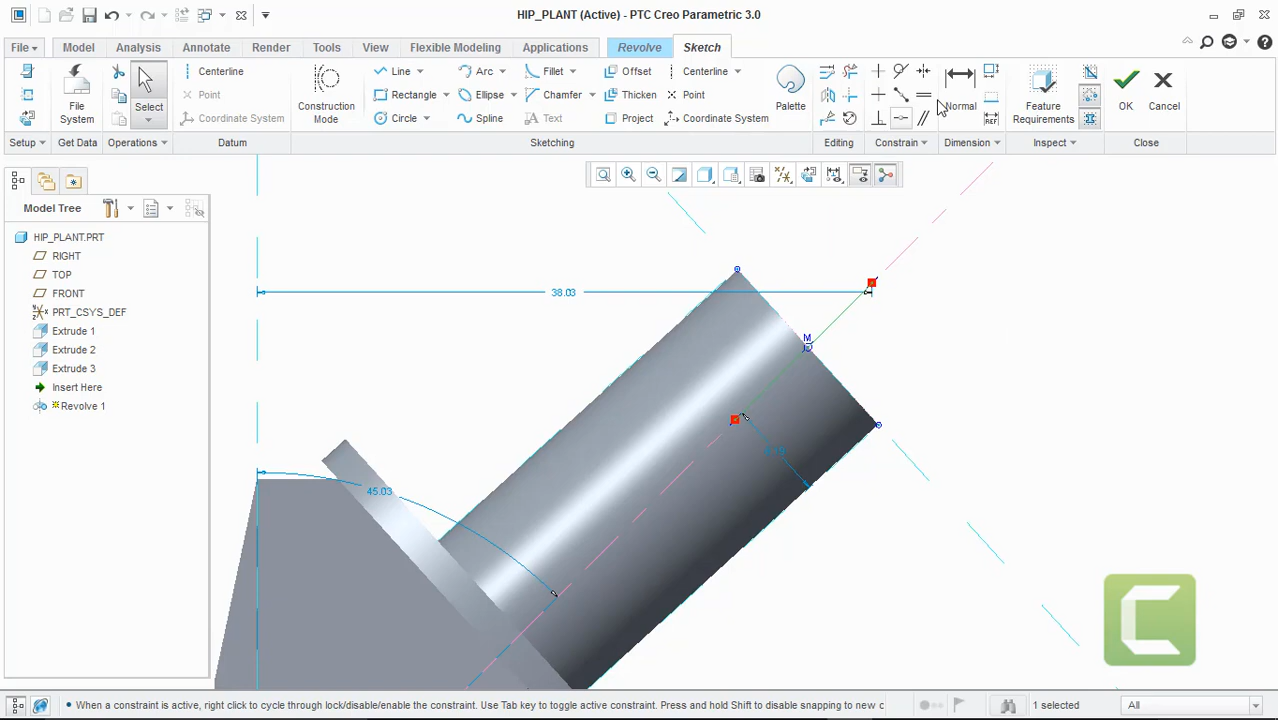 HIP_PLANT (Active) - PTC Creo Parametric 3.0
File Model Analysis Annotate Render Tools View Flexible Modeling Applications Revolve Sketch
File System
Select
Centerline
Point
Coordinate System
Construction Mode
Line Arc Fillet Offset Centerline
Rectangle Ellipse Chamfer Thicken Point
Circle Text Project Coordinate System
Palette
Normal
REF
Feature Requirements
OK
Cancel
Setup Get Data Operations Datum Sketching Editing Constrain Dimension Inspect Close
Model Tree
HIP_PLANT.PRT
RIGHT
TOP
FRONT
PRT_CSYS_DEF
Extrude 1
Extrude 2
Extrude 3
Insert Here
Revolve 1
38.03
M
45.03
When a constraint is active, right click to cycle through lock/disable/enable the constraint. Use Tab key to toggle active constraint. Press and hold Shift to disable snapping to new c
1 selected
All